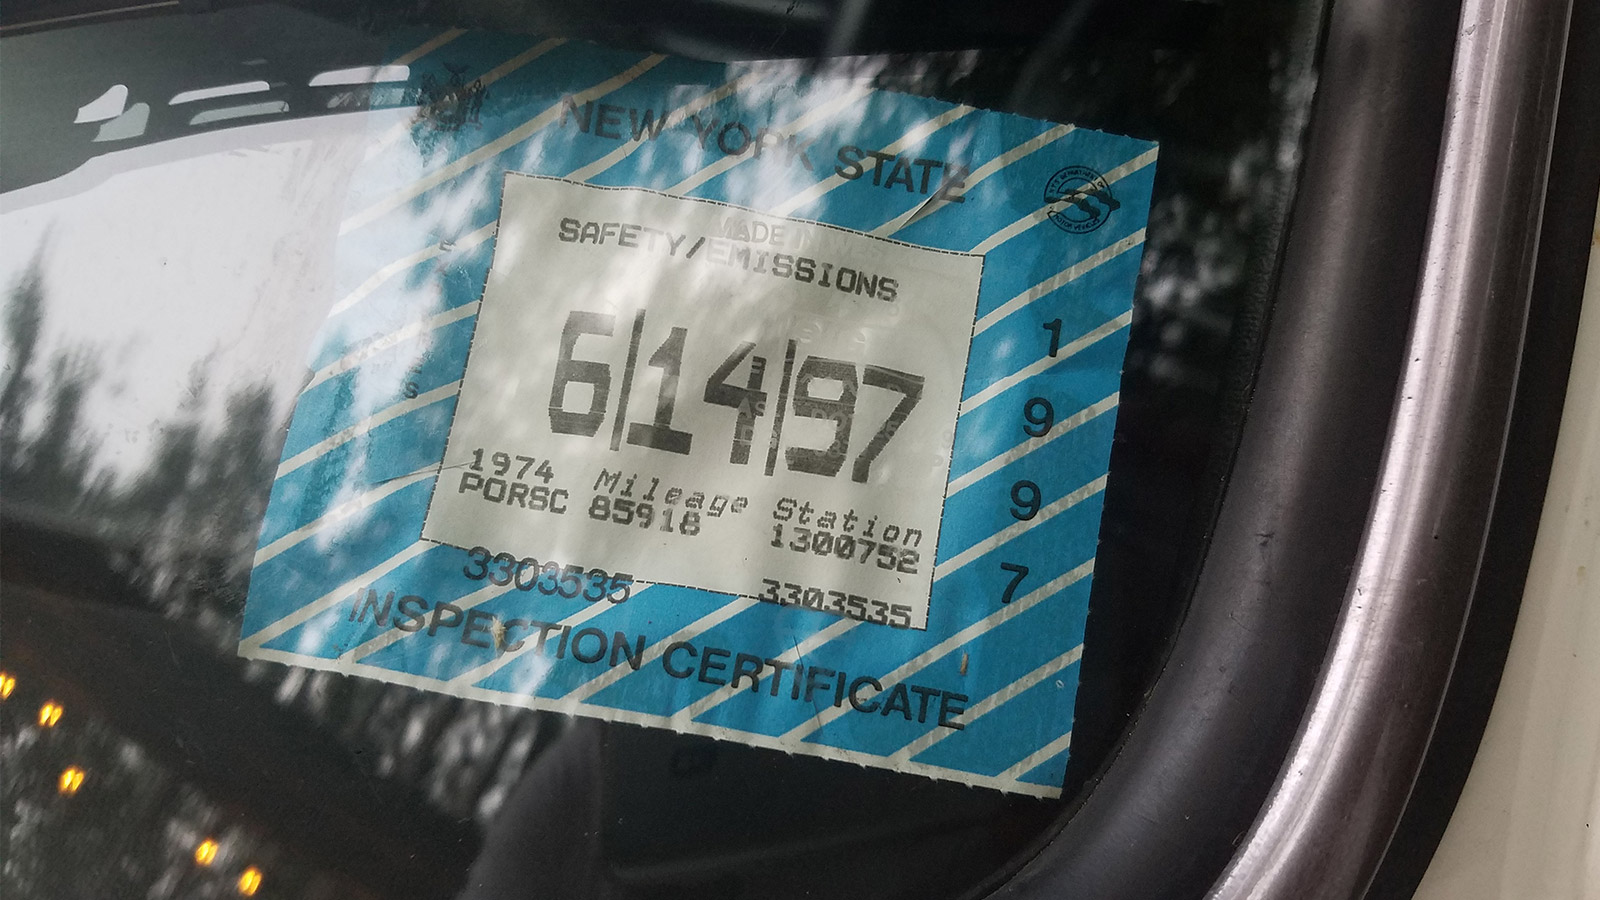 NEW YORK STATE
SAFETY/EMISSIONS
6|14|97
1974 Mileage Station
PORSC 85918 1300752
3303535 3303535
INSPECTION CERTIFICATE
1
9
9
7